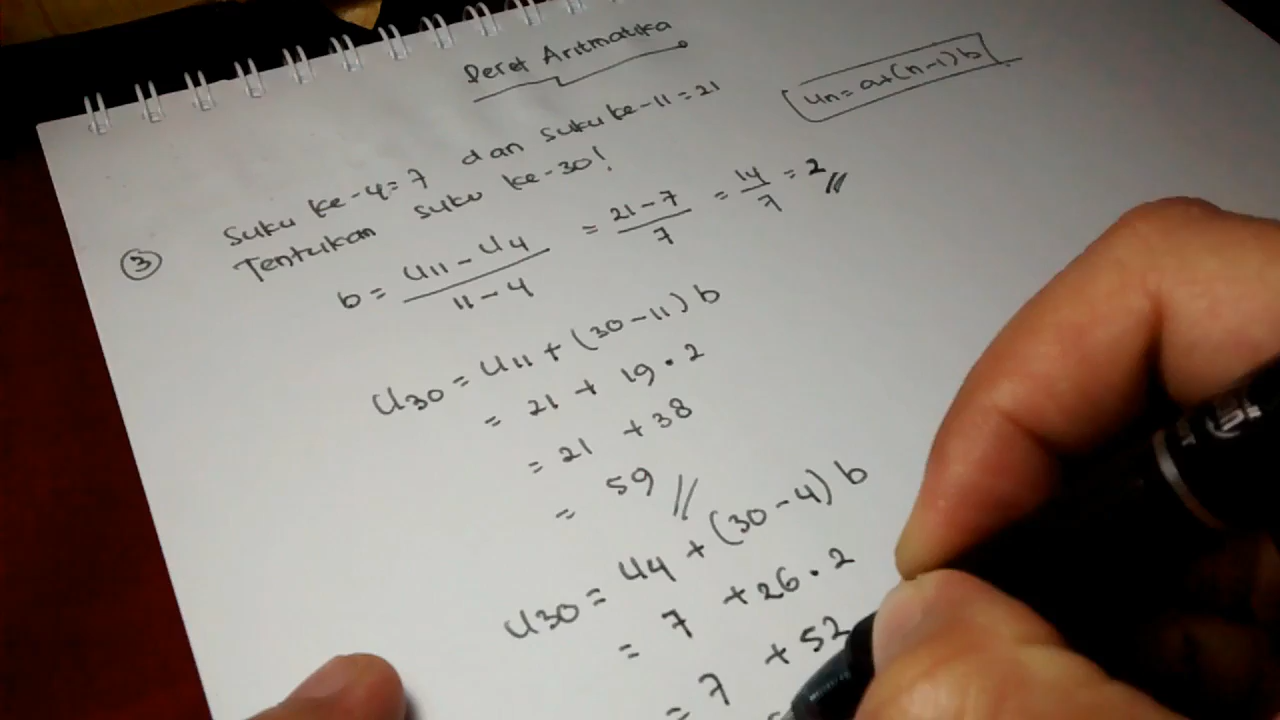 Deret Aritmatika
Un = a+(n-1)b
③ Suku ke-4=7 dan suku ke-11=21
Tentukan suku ke-30!
b = U11 - U4 / 11-4 = 21-7 / 7 = 14/7 = 2 //
U30 = U11 + (30-11) b
= 21 + 19 • 2
= 21 + 38
= 59 //
U30 = U4 + (30-4) b
= 7 + 26 • 2
= 7 + 52